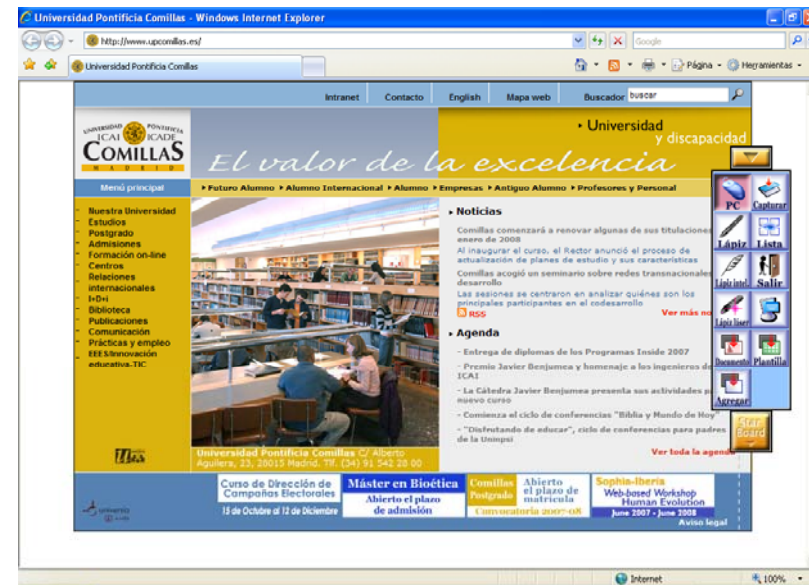 Universidad Pontificia Comillas - Windows Internet Explorer
http://www.upcomillas.es/
Google
Universidad Pontificia Comillas
Página
Herramientas
Intranet Contacto English Mapa web Buscador buscar
UNIVERSIDAD PONTIFICIA
ICAI ICADE
COMILLAS
MADRID
Universidad
y discapacidad
El valor de la excelencia
Menú principal
Futuro Alumno Alumno Internacional Alumno Empresas Antiguo Alumno Profesores y Personal
Nuestra Universidad
Estudios
Postgrado
Admisiones
Formación on-line
Centros
Relaciones
internacionales
I+D+i
Biblioteca
Publicaciones
Comunicación
Prácticas y empleo
EEES/Innovación
educativa-TIC
Universidad Pontificia Comillas C/ Alberto
Aguilera, 23, 28015 Madrid. Tlf. (34) 91 542 28 00
Noticias
Comillas comenzará a renovar algunas de sus titulaciones
enero de 2008
Al inaugurar el curso, el Rector anunció el proceso de
actualización de planes de estudio y sus características
Comillas acogió un seminario sobre redes transnacionales
desarrollo
Las sesiones se centraron en analizar quiénes son los
principales participantes en el codesarrollo
RSS
Ver más no
Agenda
- Entrega de diplomas de los Programas Inside 2007
- Premio Javier Benjumea y homenaje a los ingenieros de
ICAI
- La Cátedra Javier Benjumea presenta sus actividades p
nuevo curso
- Comienza el ciclo de conferencias "Biblia y Mundo de Hoy"
- "Disfrutando de educar", ciclo de conferencias para padres
de la Uninpsi
Ver toda la agenda
PC Capturar
Lápiz Lista
Lápiz intel. Salir
Lápiz láser
Documento Plantilla
Agregar
Star
Board
universia
Curso de Dirección de
Campañas Electorales
15 de Octubre al 12 de Diciembre
Máster en Bioética
Abierto el plazo
de admisión
Comillas
Postgrado
Abierto
el plazo de
matrícula
Convocatoria 2007-08
Sophia-Iberia
Web-based Workshop
Human Evolution
June 2007 - June 2008
Aviso legal
Internet
100%